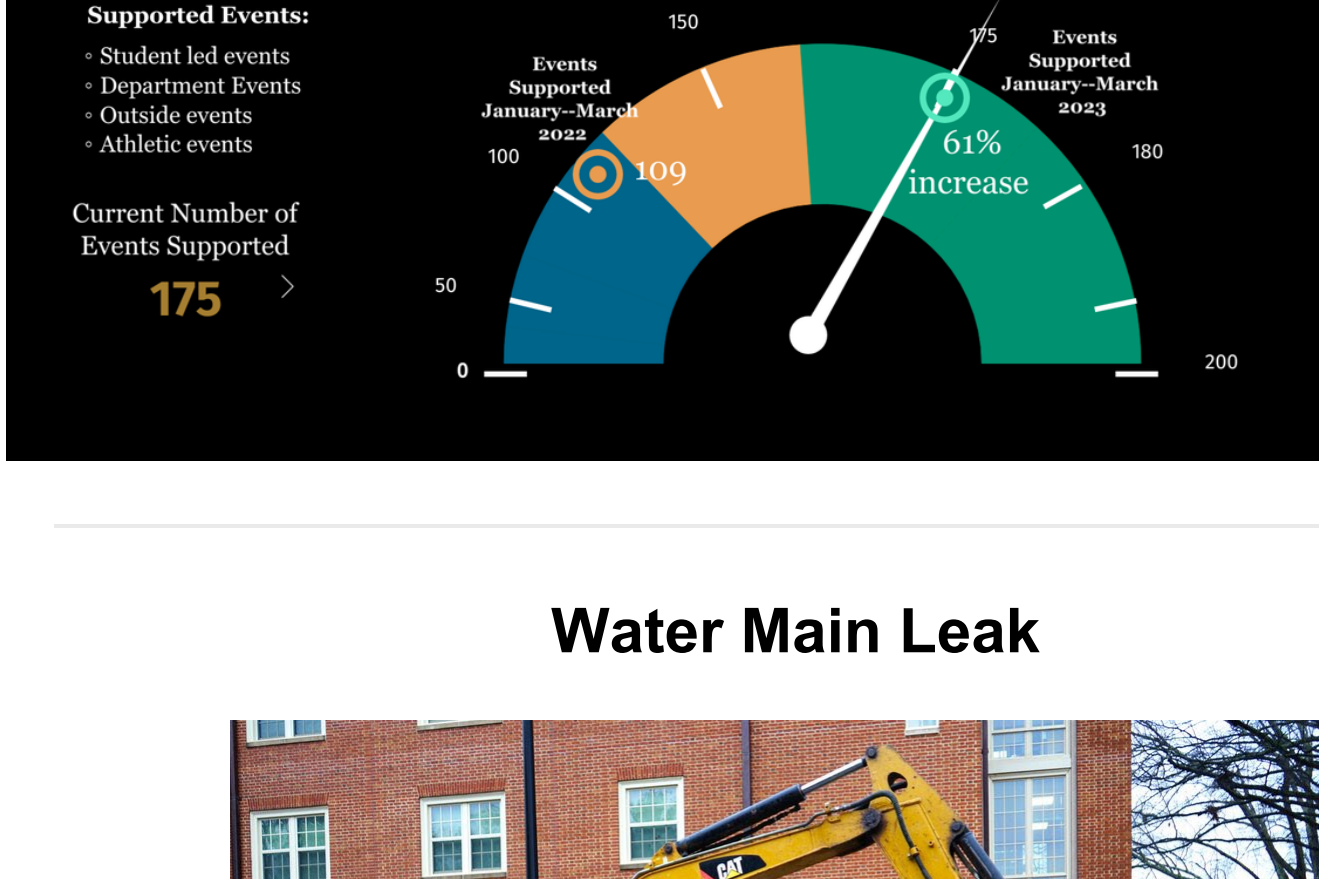 Supported Events:
◦ Student led events
◦ Department Events
◦ Outside events
◦ Athletic events
Current Number of
Events Supported
175
0
50
100
150
175
180
200
Events
Supported
January--March
2022
109
Events
Supported
January--March
2023
61%
increase
Water Main Leak
CAT